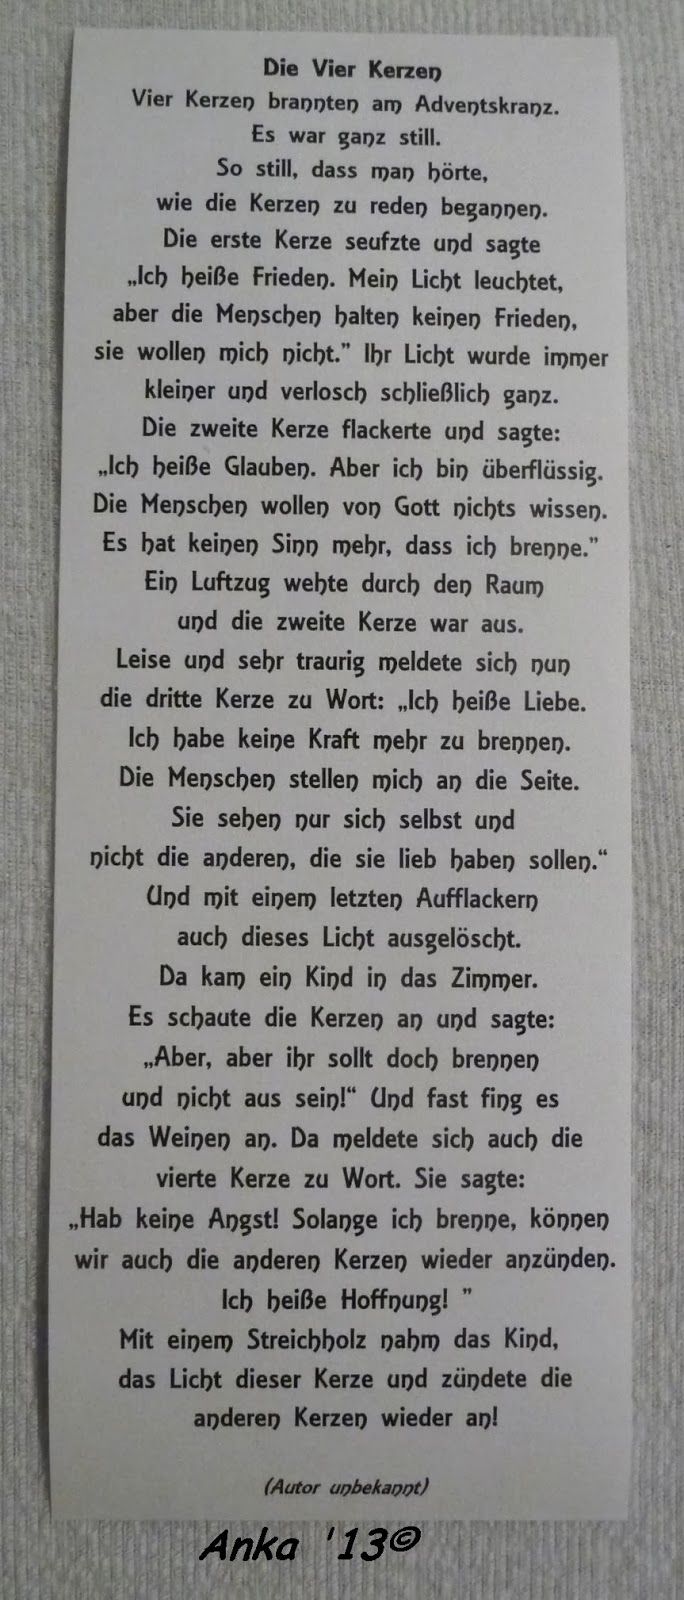 Die Vier Kerzen
Vier Kerzen brannten am Adventskranz.
Es war ganz still.
So still, dass man hörte,
wie die Kerzen zu reden begannen.
Die erste Kerze seufzte und sagte
„Ich heiße Frieden. Mein Licht leuchtet,
aber die Menschen halten keinen Frieden,
sie wollen mich nicht.” Ihr Licht wurde immer
kleiner und verlosch schließlich ganz.
Die zweite Kerze flackerte und sagte:
„Ich heiße Glauben. Aber ich bin überflüssig.
Die Menschen wollen von Gott nichts wissen.
Es hat keinen Sinn mehr, dass ich brenne.”
Ein Luftzug wehte durch den Raum
und die zweite Kerze war aus.
Leise und sehr traurig meldete sich nun
die dritte Kerze zu Wort: „Ich heiße Liebe.
Ich habe keine Kraft mehr zu brennen.
Die Menschen stellen mich an die Seite.
Sie sehen nur sich selbst und
nicht die anderen, die sie lieb haben sollen.“
Und mit einem letzten Aufflackern
auch dieses Licht ausgelöscht.
Da kam ein Kind in das Zimmer.
Es schaute die Kerzen an und sagte:
„Aber, aber ihr sollt doch brennen
und nicht aus sein!“ Und fast fing es
das Weinen an. Da meldete sich auch die
vierte Kerze zu Wort. Sie sagte:
„Hab keine Angst! Solange ich brenne, können
wir auch die anderen Kerzen wieder anzünden.
Ich heiße Hoffnung! ”
Mit einem Streichholz nahm das Kind,
das Licht dieser Kerze und zündete die
anderen Kerzen wieder an!
(Autor unbekannt)
Anka '13©